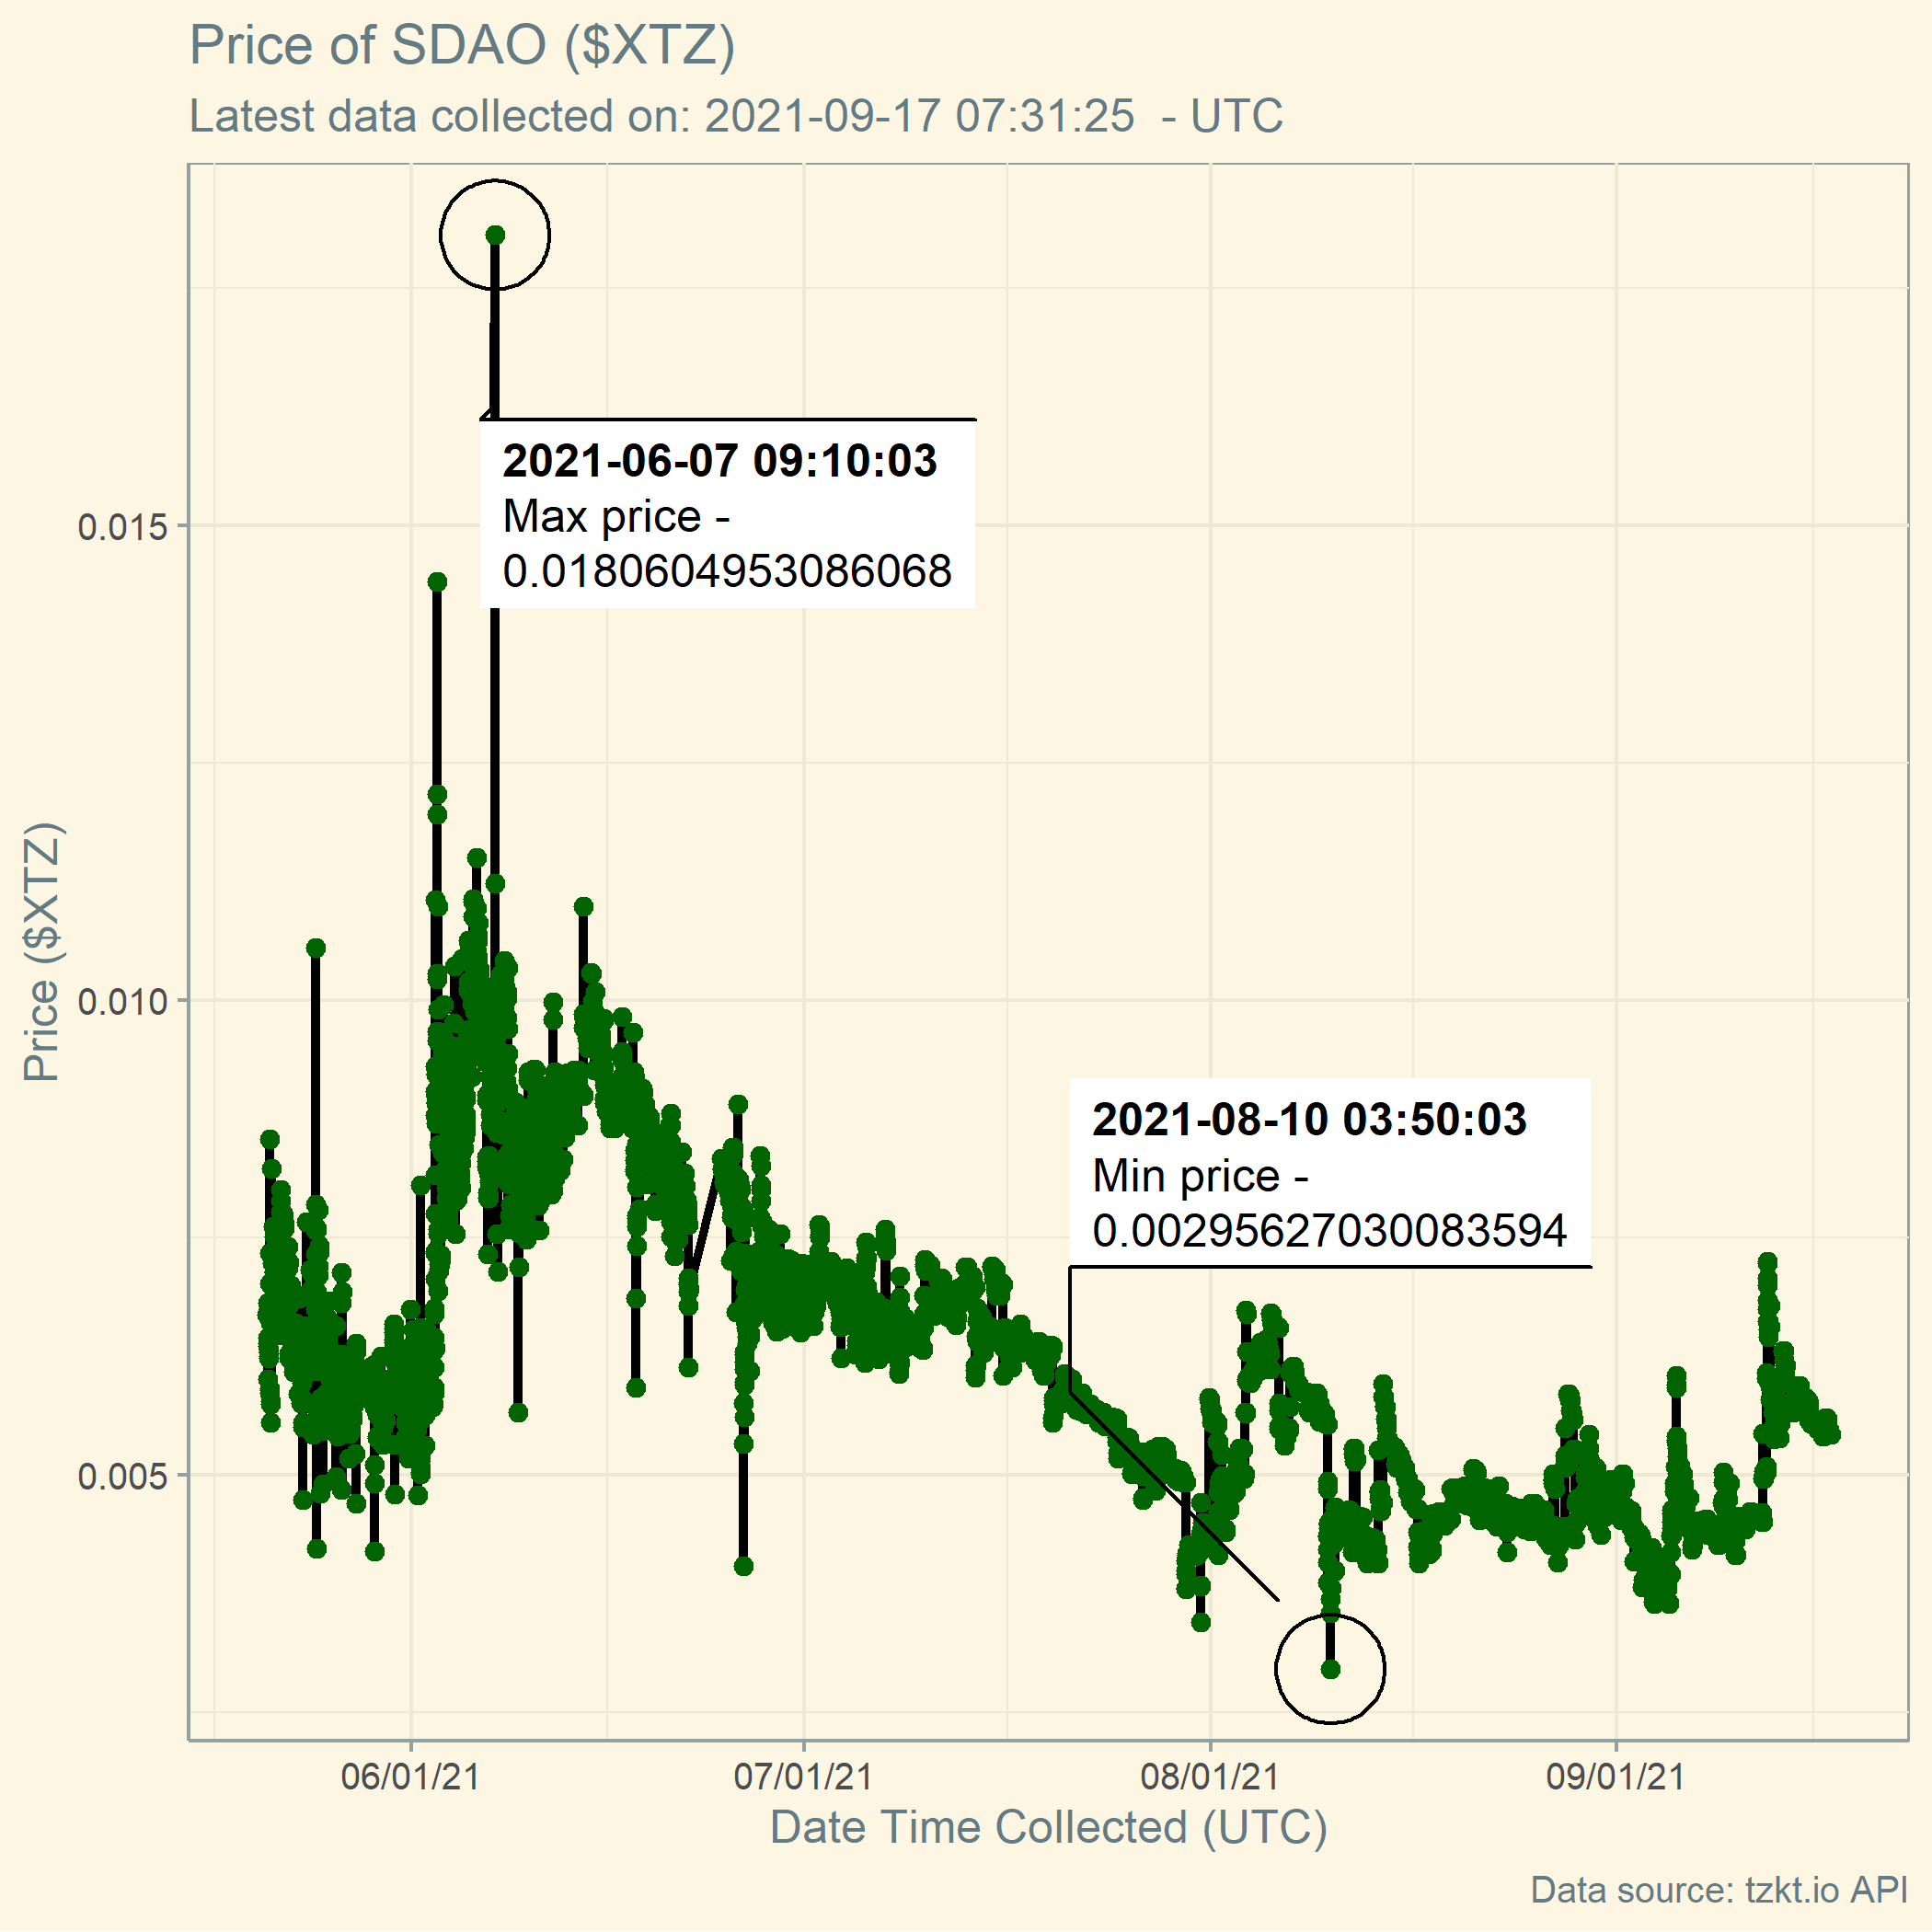 Price of SDAO ($XTZ)
Latest data collected on: 2021-09-17 07:31:25  - UTC
2021-06-07 09:10:03
Max price -
0.0180604953086068
2021-08-10 03:50:03
Min price -
0.00295627030083594
0.015
0.010
0.005
Price ($XTZ)
06/01/21
07/01/21
08/01/21
09/01/21
Date Time Collected (UTC)
Data source: tzkt.io API